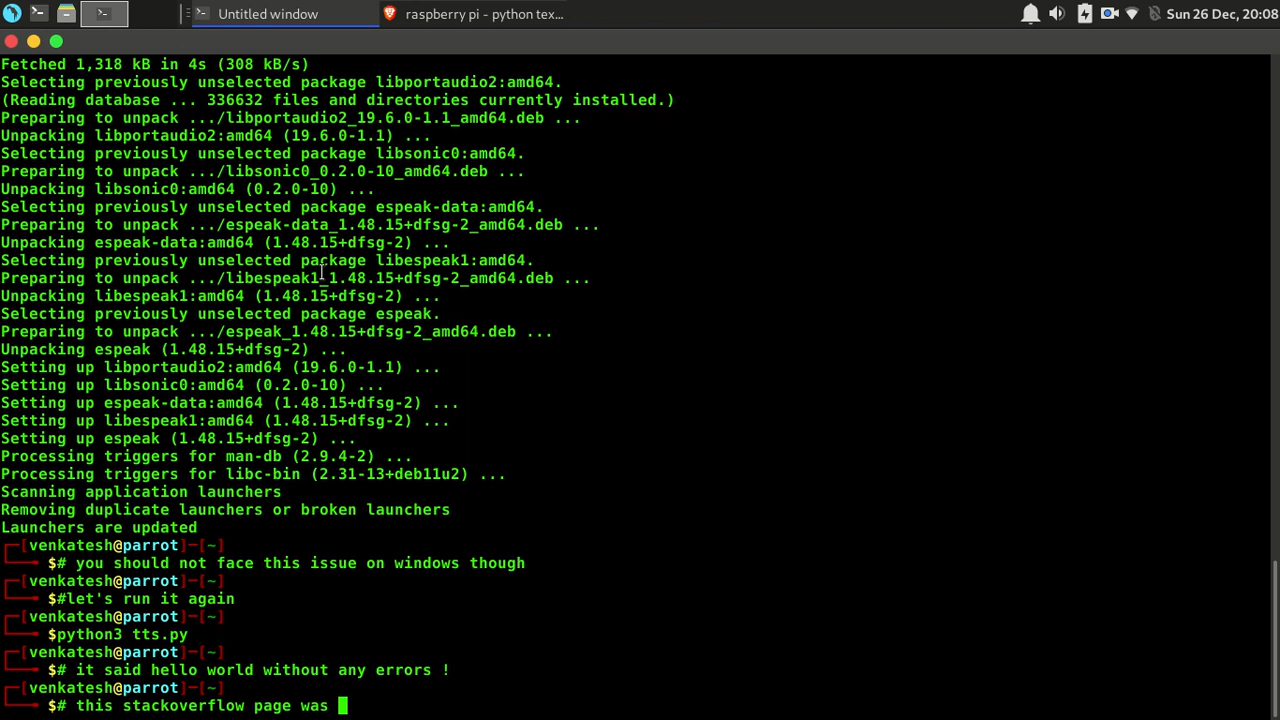 Untitled window
raspberry pi - python tex...
Sun 26 Dec, 20:08
Fetched 1,318 kB in 4s (308 kB/s)
Selecting previously unselected package libportaudio2:amd64.
(Reading database ... 336632 files and directories currently installed.)
Preparing to unpack .../libportaudio2_19.6.0-1.1_amd64.deb ...
Unpacking libportaudio2:amd64 (19.6.0-1.1) ...
Selecting previously unselected package libsonic0:amd64.
Preparing to unpack .../libsonic0_0.2.0-10_amd64.deb ...
Unpacking libsonic0:amd64 (0.2.0-10) ...
Selecting previously unselected package espeak-data:amd64.
Preparing to unpack .../espeak-data_1.48.15+dfsg-2_amd64.deb ...
Unpacking espeak-data:amd64 (1.48.15+dfsg-2) ...
Selecting previously unselected package libespeak1:amd64.
Preparing to unpack .../libespeak1_1.48.15+dfsg-2_amd64.deb ...
Unpacking libespeak1:amd64 (1.48.15+dfsg-2) ...
Selecting previously unselected package espeak.
Preparing to unpack .../espeak_1.48.15+dfsg-2_amd64.deb ...
Unpacking espeak (1.48.15+dfsg-2) ...
Setting up libportaudio2:amd64 (19.6.0-1.1) ...
Setting up libsonic0:amd64 (0.2.0-10) ...
Setting up espeak-data:amd64 (1.48.15+dfsg-2) ...
Setting up libespeak1:amd64 (1.48.15+dfsg-2) ...
Setting up espeak (1.48.15+dfsg-2) ...
Processing triggers for man-db (2.9.4-2) ...
Processing triggers for libc-bin (2.31-13+deb11u2) ...
Scanning application launchers
Removing duplicate launchers or broken launchers
Launchers are updated
┌─[venkatesh@parrot]─[~]
└──╼ $# you should not face this issue on windows though
┌─[venkatesh@parrot]─[~]
└──╼ $#let's run it again
┌─[venkatesh@parrot]─[~]
└──╼ $python3 tts.py
┌─[venkatesh@parrot]─[~]
└──╼ $# it said hello world without any errors !
┌─[venkatesh@parrot]─[~]
└──╼ $# this stackoverflow page was